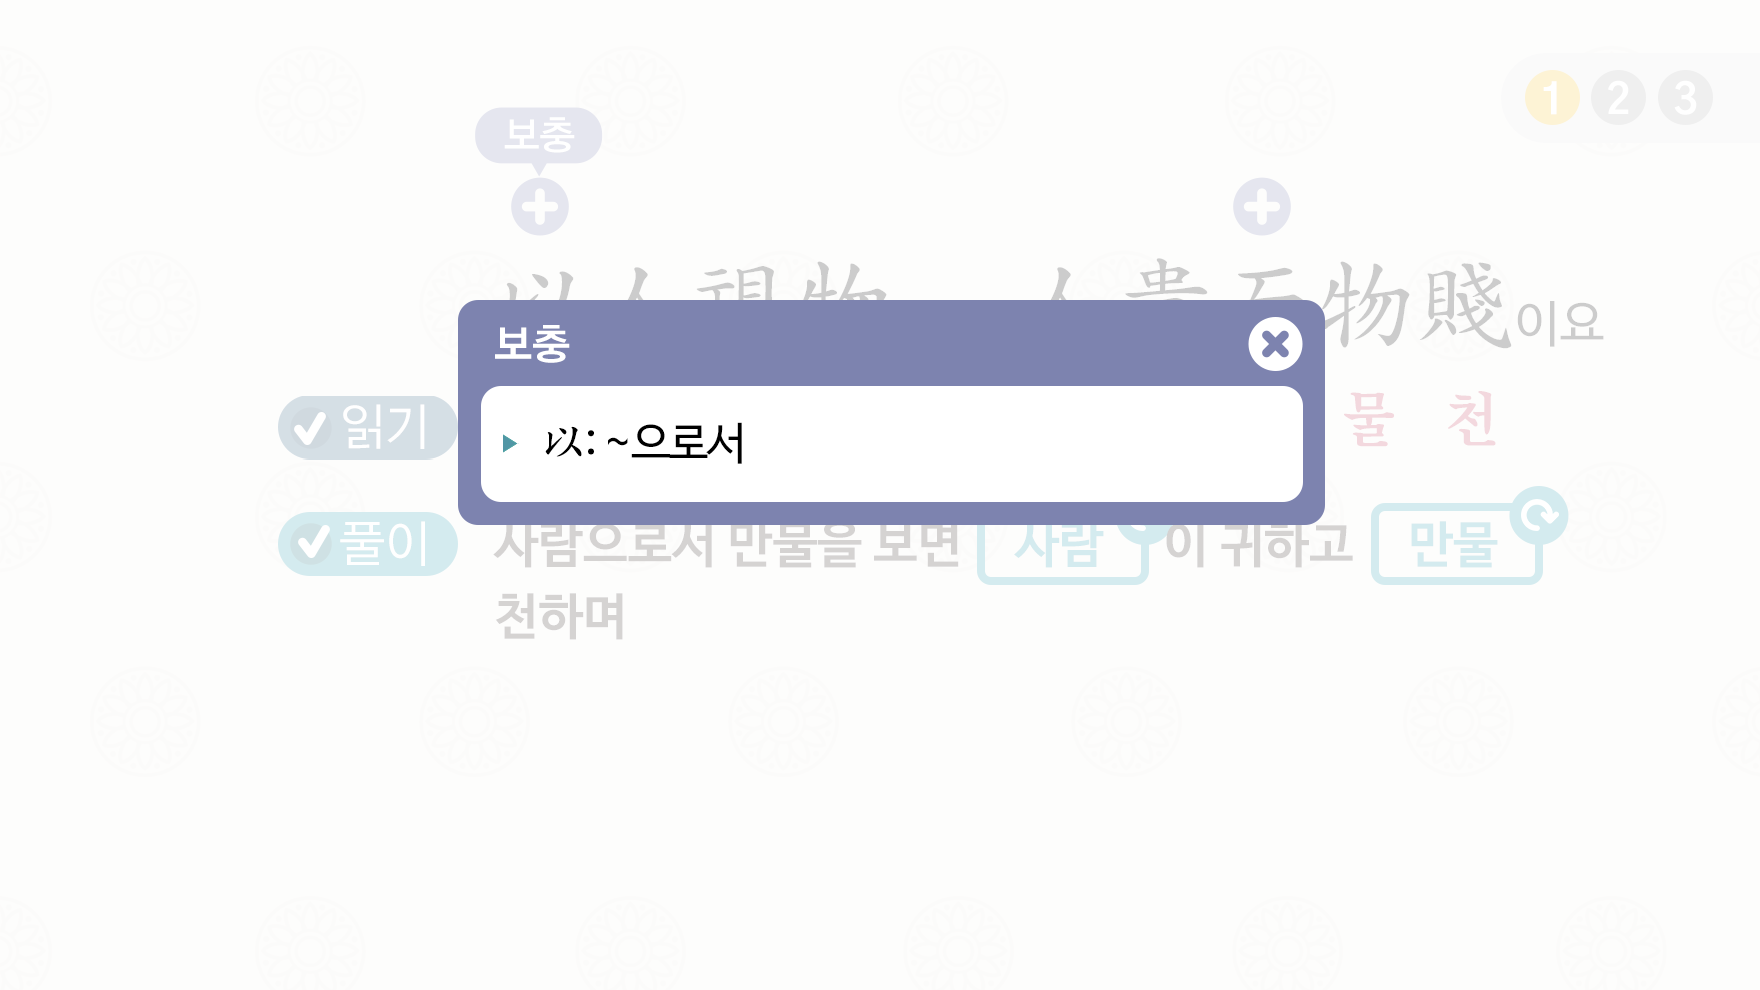 1 2 3
보충
物賤이요
보충
以: ~으로서
읽기
물 천
풀이 사람으로서 만물을 보면 사람이 귀하고 만물
천하며